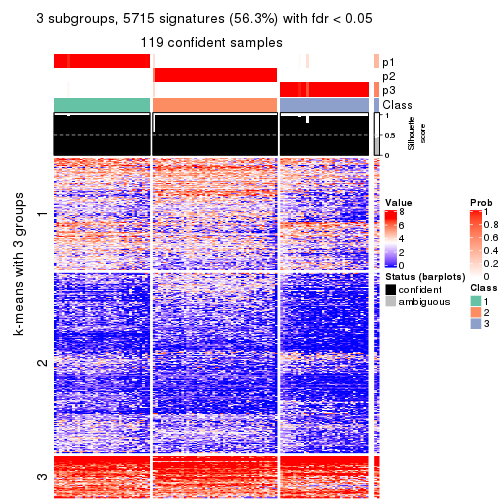 3 subgroups, 5715 signatures (56.3%) with fdr < 0.05
119 confident samples
p1
p2
p3
Class
1
0.5
0
Silhouette
score
k-means with 3 groups
1
2
3
Value
8
6
4
2
0
Status (barplots)
confident
ambiguous
Prob
1
0.8
0.6
0.4
0.2
0
Class
1
2
3